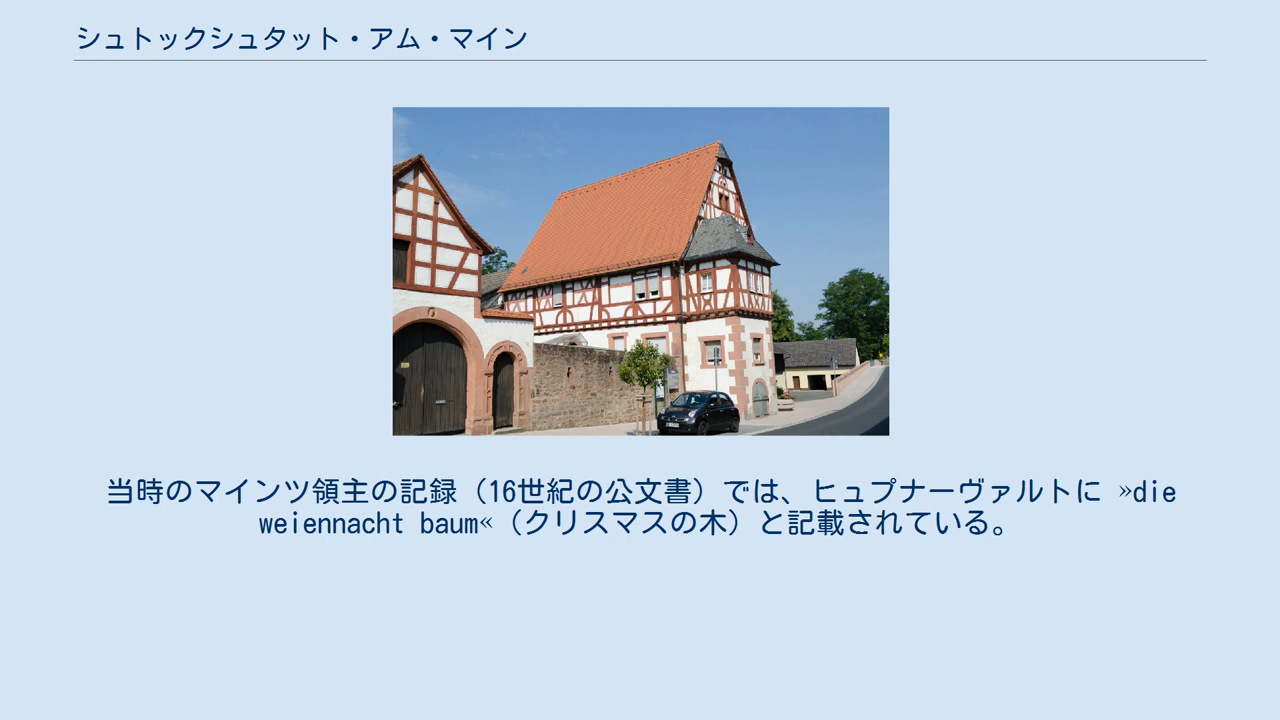 シュトックシュタット・アム・マイン
当時のマインツ領主の記録（16世紀の公文書）では、ヒュプナーヴァルトに »die
weiennacht baum«（クリスマスの木）と記載されている。